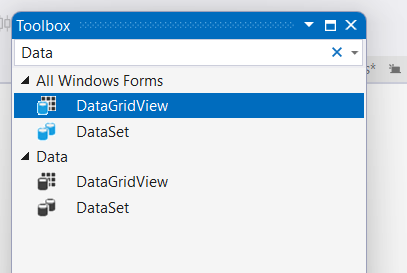 Toolbox
Data
s*
All Windows Forms
DataGridView
DataSet
Data
DataGridView
DataSet